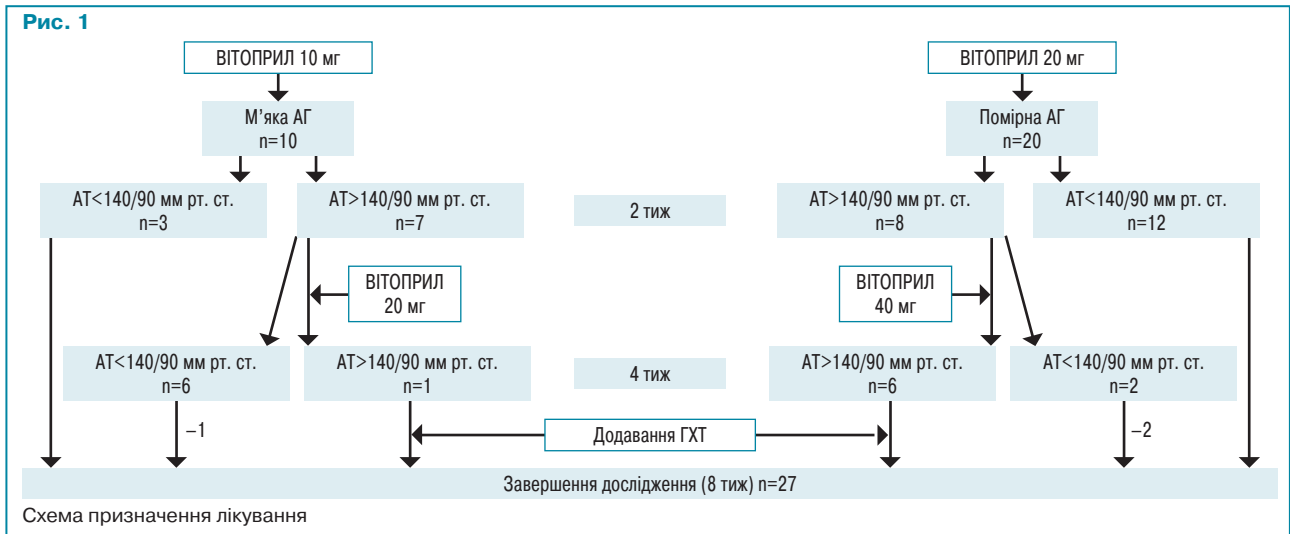 Рис. 1
ВІТОПРИЛ 10 мг
ВІТОПРИЛ 20 мг
М’яка АГ
n=10
Помірна АГ
n=20
АТ<140/90 мм рт. ст.
n=3
АТ>140/90 мм рт. ст.
n=7
2 тиж
АТ>140/90 мм рт. ст.
n=8
АТ<140/90 мм рт. ст.
n=12
ВІТОПРИЛ
20 мг
ВІТОПРИЛ
40 мг
АТ<140/90 мм рт. ст.
n=6
АТ>140/90 мм рт. ст.
n=1
4 тиж
АТ>140/90 мм рт. ст.
n=6
АТ<140/90 мм рт. ст.
n=2
–1
Додавання ГХТ
–2
Завершення дослідження (8 тиж) n=27
Схема призначення лікування